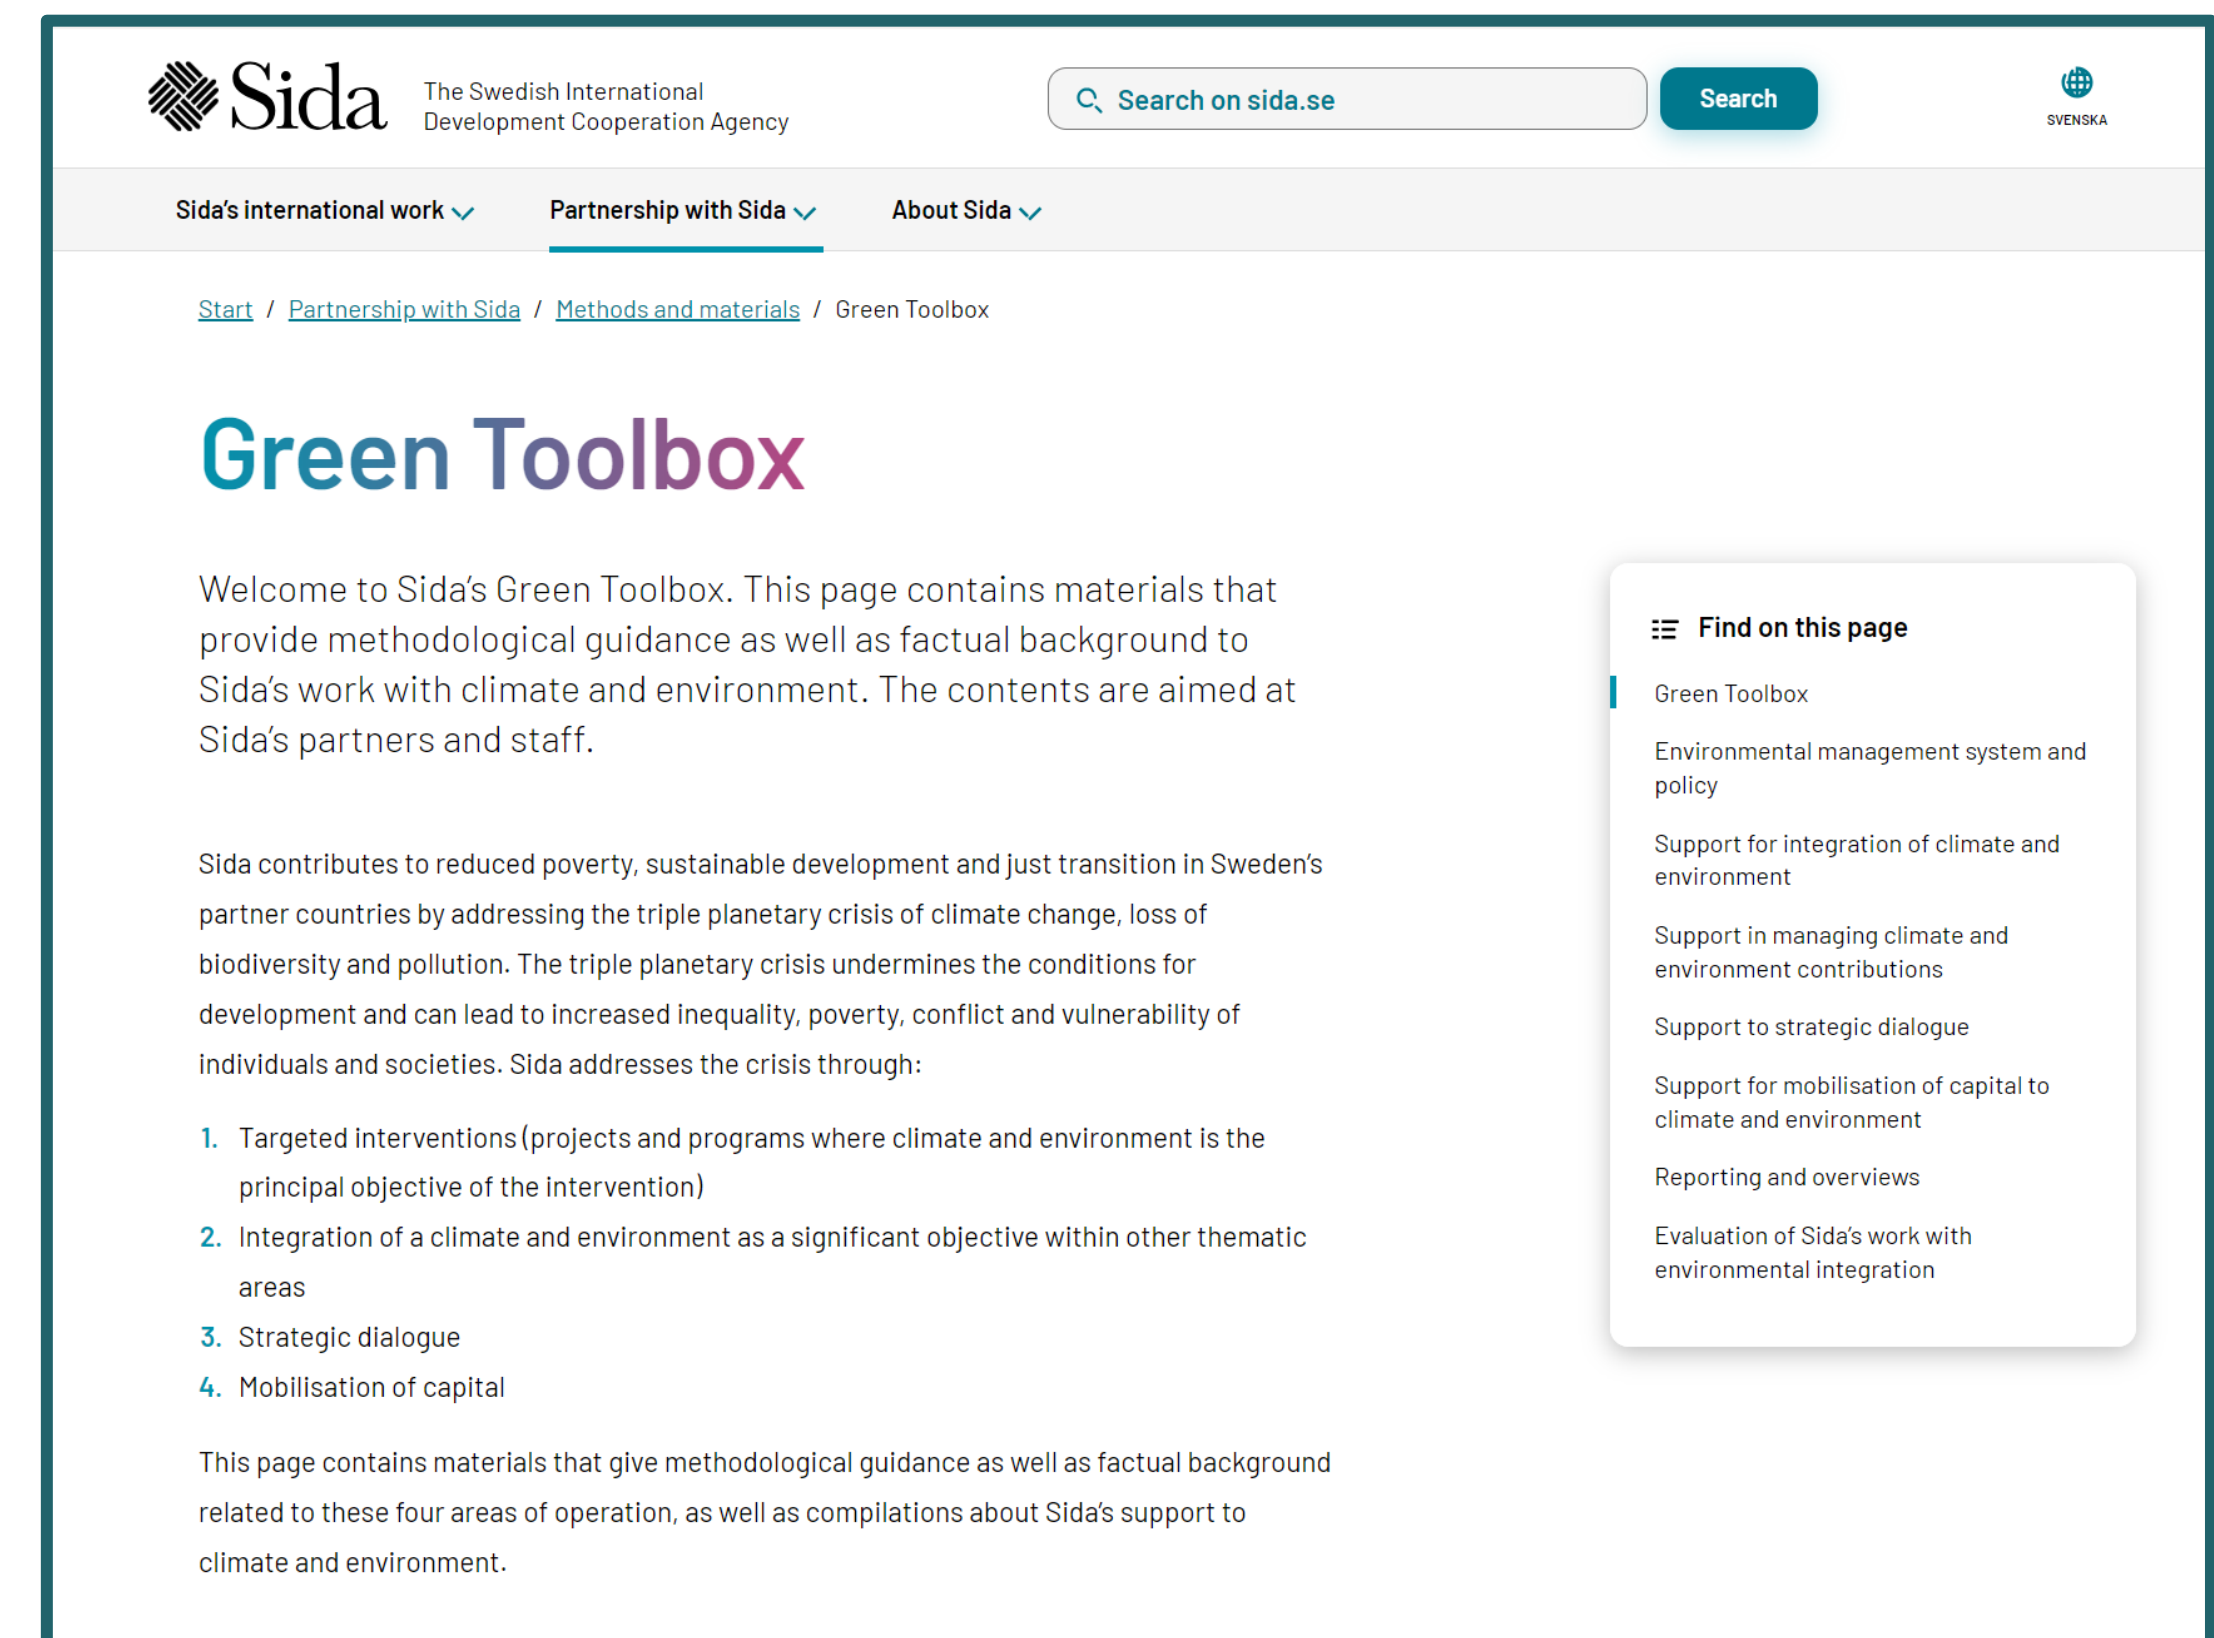 Sida
The Swedish International
Development Cooperation Agency
Search on sida.se
Search
SVENSKA
Sida's international work
Partnership with Sida
About Sida
Start / Partnership with Sida / Methods and materials / Green Toolbox
Green Toolbox
Welcome to Sida's Green Toolbox. This page contains materials that
provide methodological guidance as well as factual background to
Sida's work with climate and environment. The contents are aimed at
Sida's partners and staff.
Sida contributes to reduced poverty, sustainable development and just transition in Sweden's
partner countries by addressing the triple planetary crisis of climate change, loss of
biodiversity and pollution. The triple planetary crisis undermines the conditions for
development and can lead to increased inequality, poverty, conflict and vulnerability of
individuals and societies. Sida addresses the crisis through:
1. Targeted interventions (projects and programs where climate and environment is the
principal objective of the intervention)
2. Integration of a climate and environment as a significant objective within other thematic
areas
3. Strategic dialogue
4. Mobilisation of capital
This page contains materials that give methodological guidance as well as factual background
related to these four areas of operation, as well as compilations about Sida's support to
climate and environment.
Find on this page
Green Toolbox
Environmental management system and
policy
Support for integration of climate and
environment
Support in managing climate and
environment contributions
Support to strategic dialogue
Support for mobilisation of capital to
climate and environment
Reporting and overviews
Evaluation of Sida's work with
environmental integration